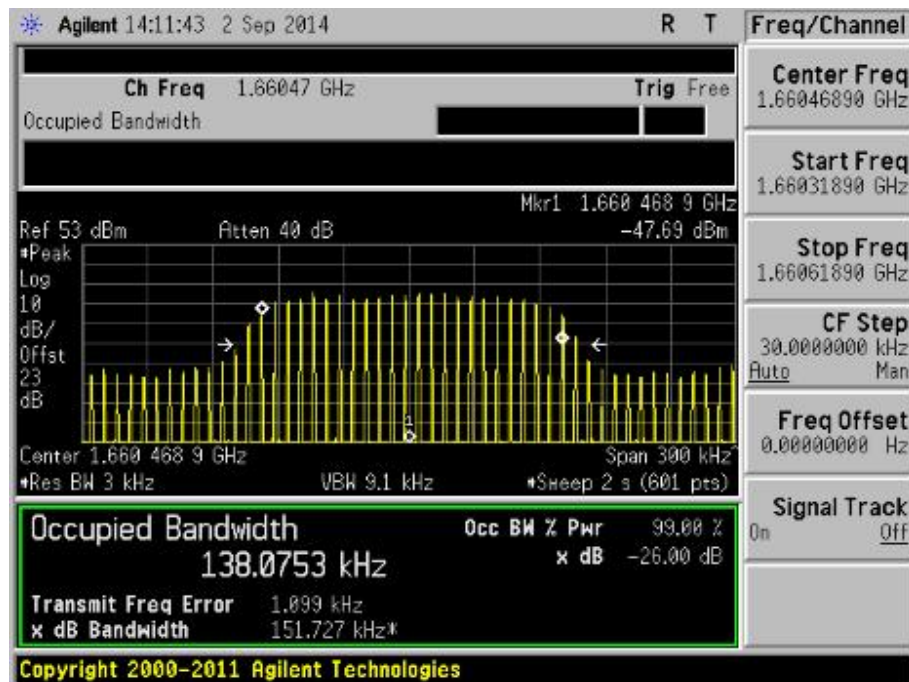 Agilent 14:11:43 2 Sep 2014 R T
Freq/Channel
Ch Freq 1.66047 GHz Trig Free
Occupied Bandwidth
Center Freq
1.66046890 GHz
Start Freq
1.66031890 GHz
Stop Freq
1.66061890 GHz
CF Step
30.0000000 kHz
Auto Man
Freq Offset
0.00000000 Hz
Signal Track
On Off
Mkr1 1.660 468 9 GHz
Ref 53 dBm Atten 40 dB -47.69 dBm
#Peak
Log
10
dB/
Offst
23
dB
1
Center 1.660 468 9 GHz Span 300 kHz^
#Res BW 3 kHz VBW 9.1 kHz #Sweep 2 s (601 pts)
Occupied Bandwidth Occ BW % Pwr 99.00 %
138.0753 kHz x dB -26.00 dB
Transmit Freq Error 1.099 kHz
x dB Bandwidth 151.727 kHz*
Copyright 2000-2011 Agilent Technologies